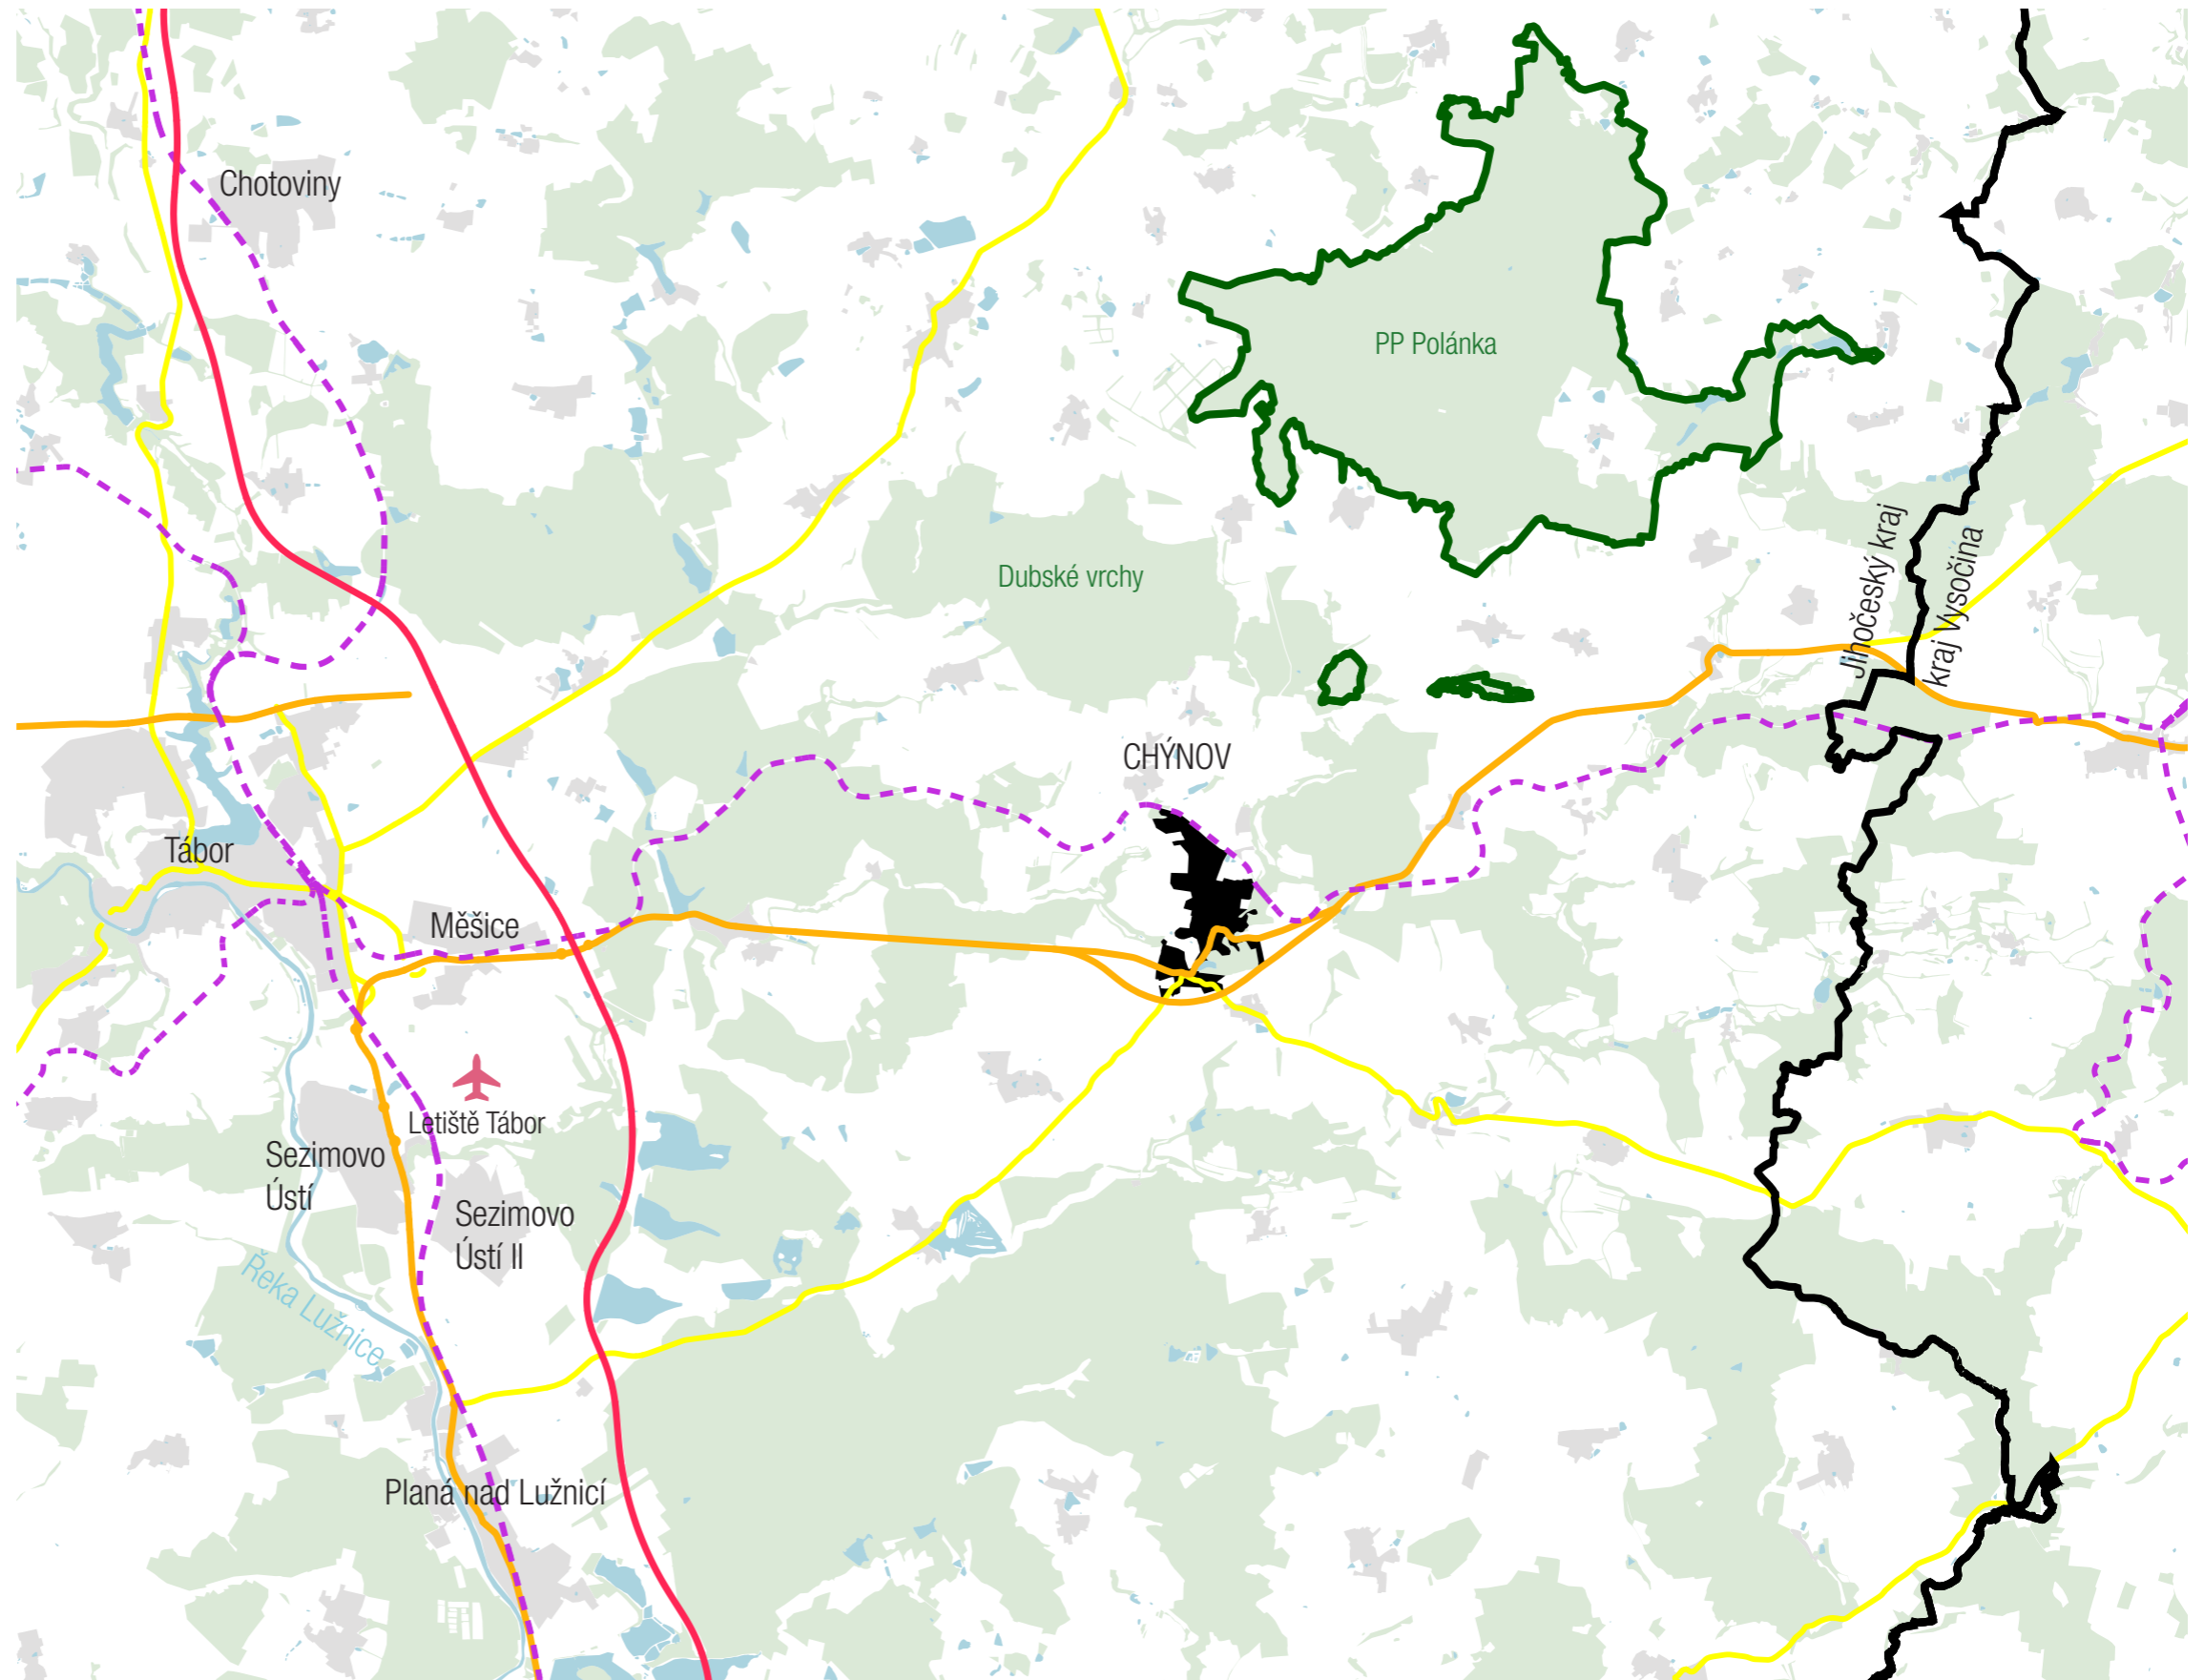 Chotoviny
PP Polánka
Jihočeský kraj
kraj Vysočina
Dubské vrchy
CHÝNOV
Tábor
Měšice
Letiště Tábor
Sezimovo
Ústí
Sezimovo
Ústí II
Řeka Lužnice
Planá nad Lužnicí